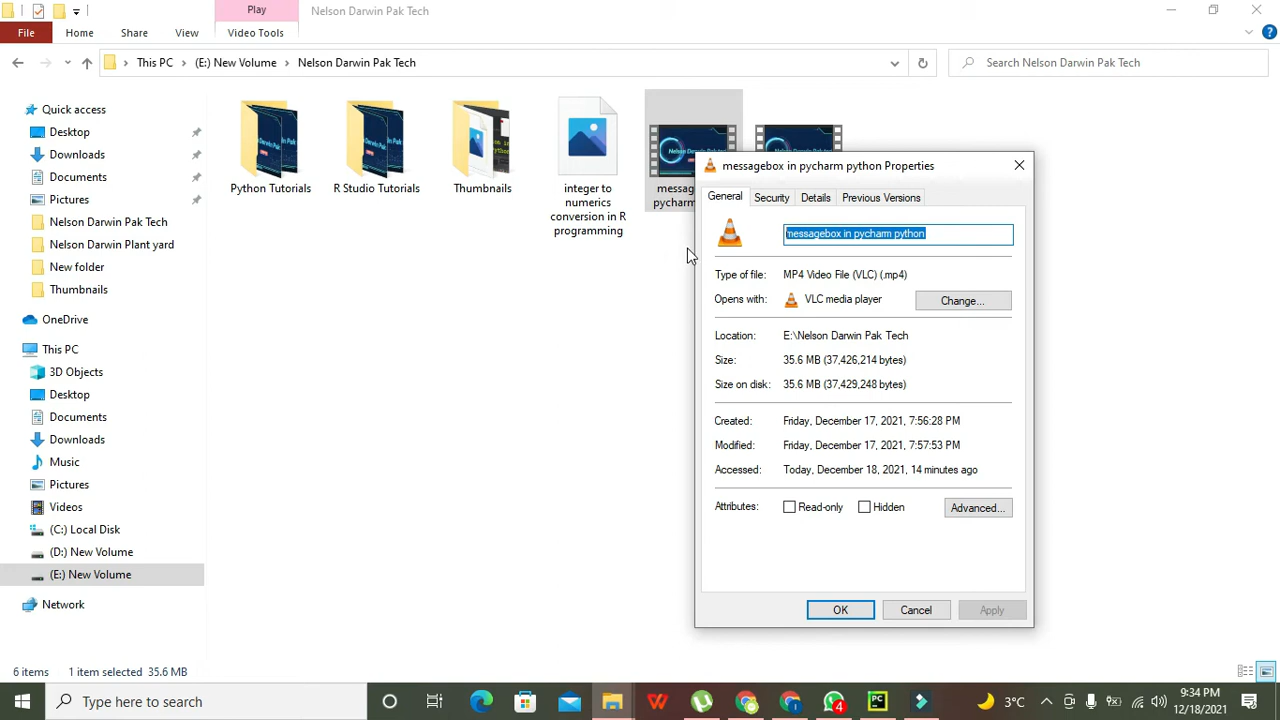 Play
Nelson Darwin Pak Tech
File
Home
Share
View
Video Tools
This PC
(E:) New Volume
Nelson Darwin Pak Tech
Search Nelson Darwin Pak Tech
Quick access
Desktop
Downloads
Documents
Pictures
Nelson Darwin Pak Tech
Nelson Darwin Plant yard
New folder
Thumbnails
OneDrive
This PC
3D Objects
Desktop
Documents
Downloads
Music
Pictures
Videos
(C:) Local Disk
(D:) New Volume
(E:) New Volume
Network
Python Tutorials
R Studio Tutorials
Thumbnails
integer to
numerics
conversion in R
programming
messagebox in pycharm python Properties
General
Security
Details
Previous Versions
messagebox in pycharm python
Type of file: MP4 Video File (VLC) (.mp4)
Opens with: VLC media player
Change...
Location: E:\Nelson Darwin Pak Tech
Size: 35.6 MB (37,426,214 bytes)
Size on disk: 35.6 MB (37,429,248 bytes)
Created: Friday, December 17, 2021, 7:56:28 PM
Modified: Friday, December 17, 2021, 7:57:53 PM
Accessed: Today, December 18, 2021, 14 minutes ago
Attributes: Read-only Hidden
Advanced...
OK
Cancel
Apply
6 items 1 item selected 35.6 MB
Type here to search
4
3°C
9:34 PM
12/18/2021